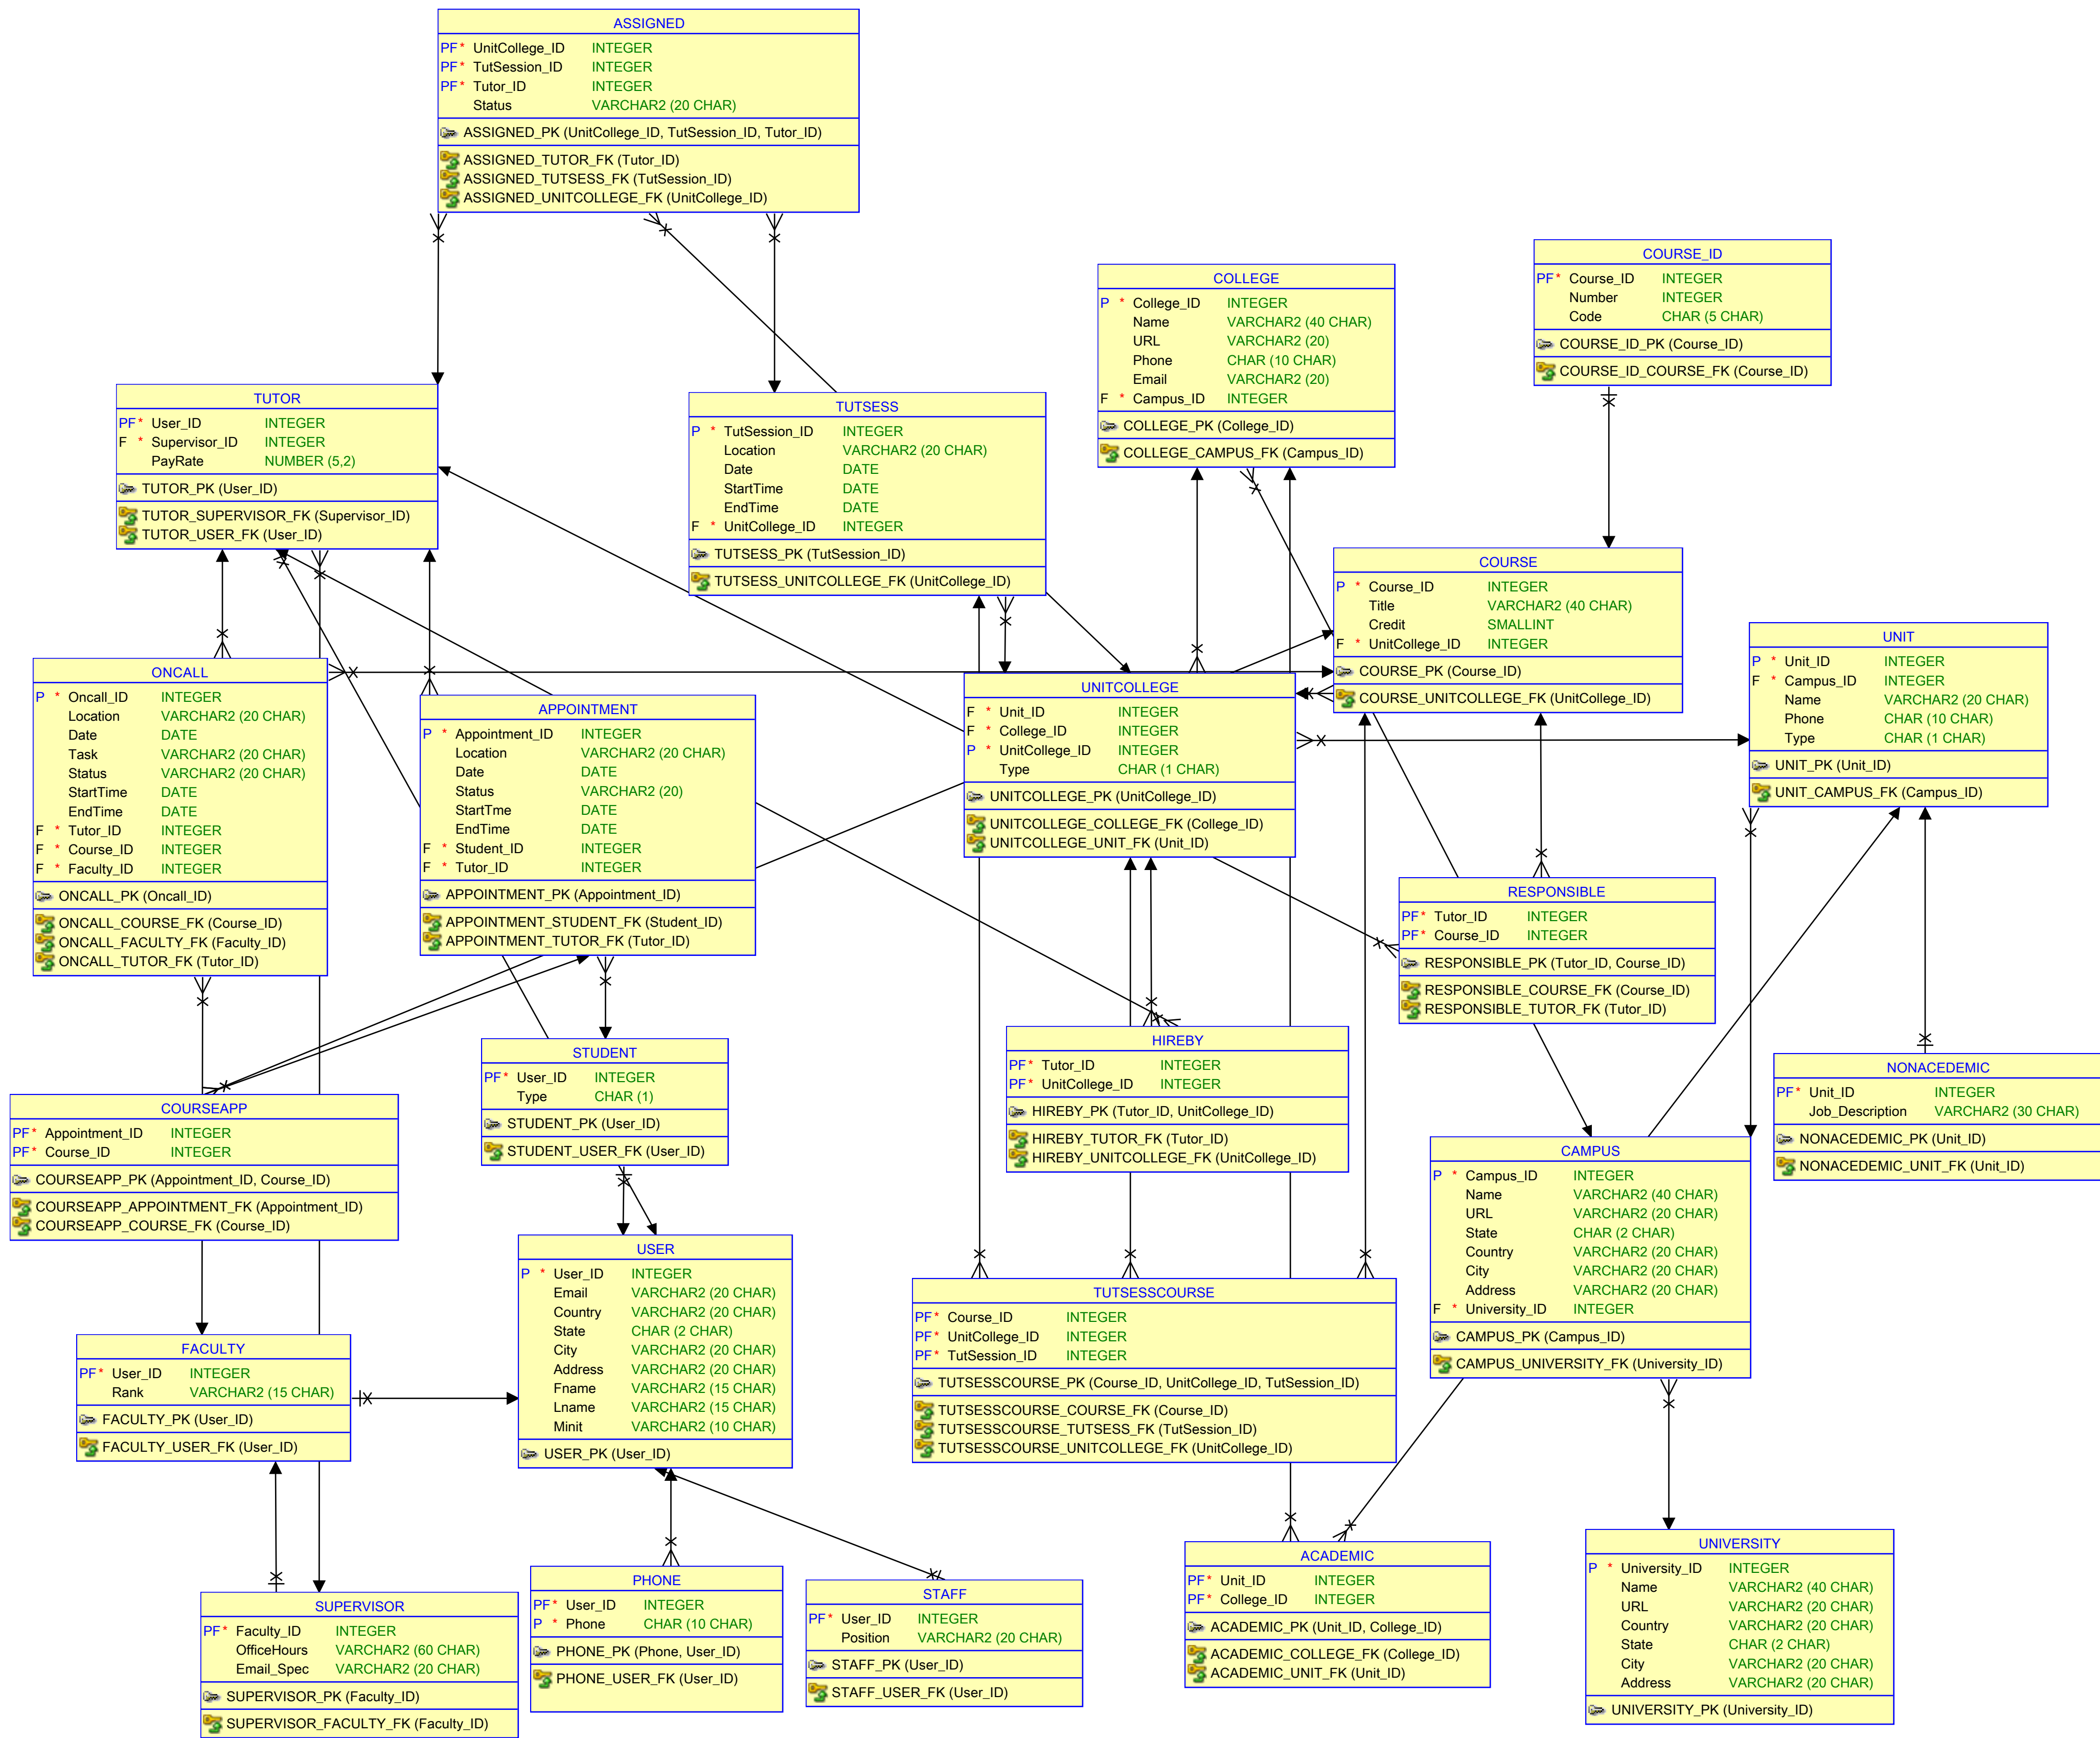 ASSIGNED
PF* UnitCollege_ID INTEGER
PF* TutSession_ID INTEGER
PF* Tutor_ID INTEGER
Status VARCHAR2 (20 CHAR)
ASSIGNED_PK (UnitCollege_ID, TutSession_ID, Tutor_ID)
ASSIGNED_TUTOR_FK (Tutor_ID)
ASSIGNED_TUTSESS_FK (TutSession_ID)
ASSIGNED_UNITCOLLEGE_FK (UnitCollege_ID)
COLLEGE
P * College_ID INTEGER
Name VARCHAR2 (40 CHAR)
URL VARCHAR2 (20)
Phone CHAR (10 CHAR)
Email VARCHAR2 (20)
F * Campus_ID INTEGER
COLLEGE_PK (College_ID)
COLLEGE_CAMPUS_FK (Campus_ID)
COURSE_ID
PF* Course_ID INTEGER
Number INTEGER
Code CHAR (5 CHAR)
COURSE_ID_PK (Course_ID)
COURSE_ID_COURSE_FK (Course_ID)
TUTOR
PF* User_ID INTEGER
F * Supervisor_ID INTEGER
PayRate NUMBER (5,2)
TUTOR_PK (User_ID)
TUTOR_SUPERVISOR_FK (Supervisor_ID)
TUTOR_USER_FK (User_ID)
TUTSESS
P * TutSession_ID INTEGER
Location VARCHAR2 (20 CHAR)
Date DATE
StartTime DATE
EndTime DATE
F * UnitCollege_ID INTEGER
TUTSESS_PK (TutSession_ID)
TUTSESS_UNITCOLLEGE_FK (UnitCollege_ID)
COURSE
P * Course_ID INTEGER
Title VARCHAR2 (40 CHAR)
Credit SMALLINT
F * UnitCollege_ID INTEGER
COURSE_PK (Course_ID)
COURSE_UNITCOLLEGE_FK (UnitCollege_ID)
UNIT
P * Unit_ID INTEGER
F * Campus_ID INTEGER
Name VARCHAR2 (20 CHAR)
Phone CHAR (10 CHAR)
Type CHAR (1 CHAR)
UNIT_PK (Unit_ID)
UNIT_CAMPUS_FK (Campus_ID)
ONCALL
P * Oncall_ID INTEGER
Location VARCHAR2 (20 CHAR)
Date DATE
Task VARCHAR2 (20 CHAR)
Status VARCHAR2 (20 CHAR)
StartTime DATE
EndTime DATE
F * Tutor_ID INTEGER
F * Course_ID INTEGER
F * Faculty_ID INTEGER
ONCALL_PK (Oncall_ID)
ONCALL_COURSE_FK (Course_ID)
ONCALL_FACULTY_FK (Faculty_ID)
ONCALL_TUTOR_FK (Tutor_ID)
APPOINTMENT
P * Appointment_ID INTEGER
Location VARCHAR2 (20 CHAR)
Date DATE
Status VARCHAR2 (20)
StartTme DATE
EndTime DATE
F * Student_ID INTEGER
F * Tutor_ID INTEGER
APPOINTMENT_PK (Appointment_ID)
APPOINTMENT_STUDENT_FK (Student_ID)
APPOINTMENT_TUTOR_FK (Tutor_ID)
UNITCOLLEGE
F * Unit_ID INTEGER
F * College_ID INTEGER
P * UnitCollege_ID INTEGER
Type CHAR (1 CHAR)
UNITCOLLEGE_PK (UnitCollege_ID)
UNITCOLLEGE_COLLEGE_FK (College_ID)
UNITCOLLEGE_UNIT_FK (Unit_ID)
RESPONSIBLE
PF* Tutor_ID INTEGER
PF* Course_ID INTEGER
RESPONSIBLE_PK (Tutor_ID, Course_ID)
RESPONSIBLE_COURSE_FK (Course_ID)
RESPONSIBLE_TUTOR_FK (Tutor_ID)
STUDENT
PF* User_ID INTEGER
Type CHAR (1)
STUDENT_PK (User_ID)
STUDENT_USER_FK (User_ID)
HIREBY
PF* Tutor_ID INTEGER
PF* UnitCollege_ID INTEGER
HIREBY_PK (Tutor_ID, UnitCollege_ID)
HIREBY_TUTOR_FK (Tutor_ID)
HIREBY_UNITCOLLEGE_FK (UnitCollege_ID)
NONACEDEMIC
PF* Unit_ID INTEGER
Job_Description VARCHAR2 (30 CHAR)
NONACEDEMIC_PK (Unit_ID)
NONACEDEMIC_UNIT_FK (Unit_ID)
COURSEAPP
PF* Appointment_ID INTEGER
PF* Course_ID INTEGER
COURSEAPP_PK (Appointment_ID, Course_ID)
COURSEAPP_APPOINTMENT_FK (Appointment_ID)
COURSEAPP_COURSE_FK (Course_ID)
CAMPUS
P * Campus_ID INTEGER
Name VARCHAR2 (40 CHAR)
URL VARCHAR2 (20 CHAR)
State CHAR (2 CHAR)
Country VARCHAR2 (20 CHAR)
City VARCHAR2 (20 CHAR)
Address VARCHAR2 (20 CHAR)
F * University_ID INTEGER
CAMPUS_PK (Campus_ID)
CAMPUS_UNIVERSITY_FK (University_ID)
USER
P * User_ID INTEGER
Email VARCHAR2 (20 CHAR)
Country VARCHAR2 (20 CHAR)
State CHAR (2 CHAR)
City VARCHAR2 (20 CHAR)
Address VARCHAR2 (20 CHAR)
Fname VARCHAR2 (15 CHAR)
Lname VARCHAR2 (15 CHAR)
Minit VARCHAR2 (10 CHAR)
USER_PK (User_ID)
TUTSESSCOURSE
PF* Course_ID INTEGER
PF* UnitCollege_ID INTEGER
PF* TutSession_ID INTEGER
TUTSESSCOURSE_PK (Course_ID, UnitCollege_ID, TutSession_ID)
TUTSESSCOURSE_COURSE_FK (Course_ID)
TUTSESSCOURSE_TUTSESS_FK (TutSession_ID)
TUTSESSCOURSE_UNITCOLLEGE_FK (UnitCollege_ID)
FACULTY
PF* User_ID INTEGER
Rank VARCHAR2 (15 CHAR)
FACULTY_PK (User_ID)
FACULTY_USER_FK (User_ID)
SUPERVISOR
PF* Faculty_ID INTEGER
OfficeHours VARCHAR2 (60 CHAR)
Email_Spec VARCHAR2 (20 CHAR)
SUPERVISOR_PK (Faculty_ID)
SUPERVISOR_FACULTY_FK (Faculty_ID)
PHONE
PF* User_ID INTEGER
P * Phone CHAR (10 CHAR)
PHONE_PK (Phone, User_ID)
PHONE_USER_FK (User_ID)
STAFF
PF* User_ID INTEGER
Position VARCHAR2 (20 CHAR)
STAFF_PK (User_ID)
STAFF_USER_FK (User_ID)
ACADEMIC
PF* Unit_ID INTEGER
PF* College_ID INTEGER
ACADEMIC_PK (Unit_ID, College_ID)
ACADEMIC_COLLEGE_FK (College_ID)
ACADEMIC_UNIT_FK (Unit_ID)
UNIVERSITY
P * University_ID INTEGER
Name VARCHAR2 (40 CHAR)
URL VARCHAR2 (20 CHAR)
Country VARCHAR2 (20 CHAR)
State CHAR (2 CHAR)
City VARCHAR2 (20 CHAR)
Address VARCHAR2 (20 CHAR)
UNIVERSITY_PK (University_ID)